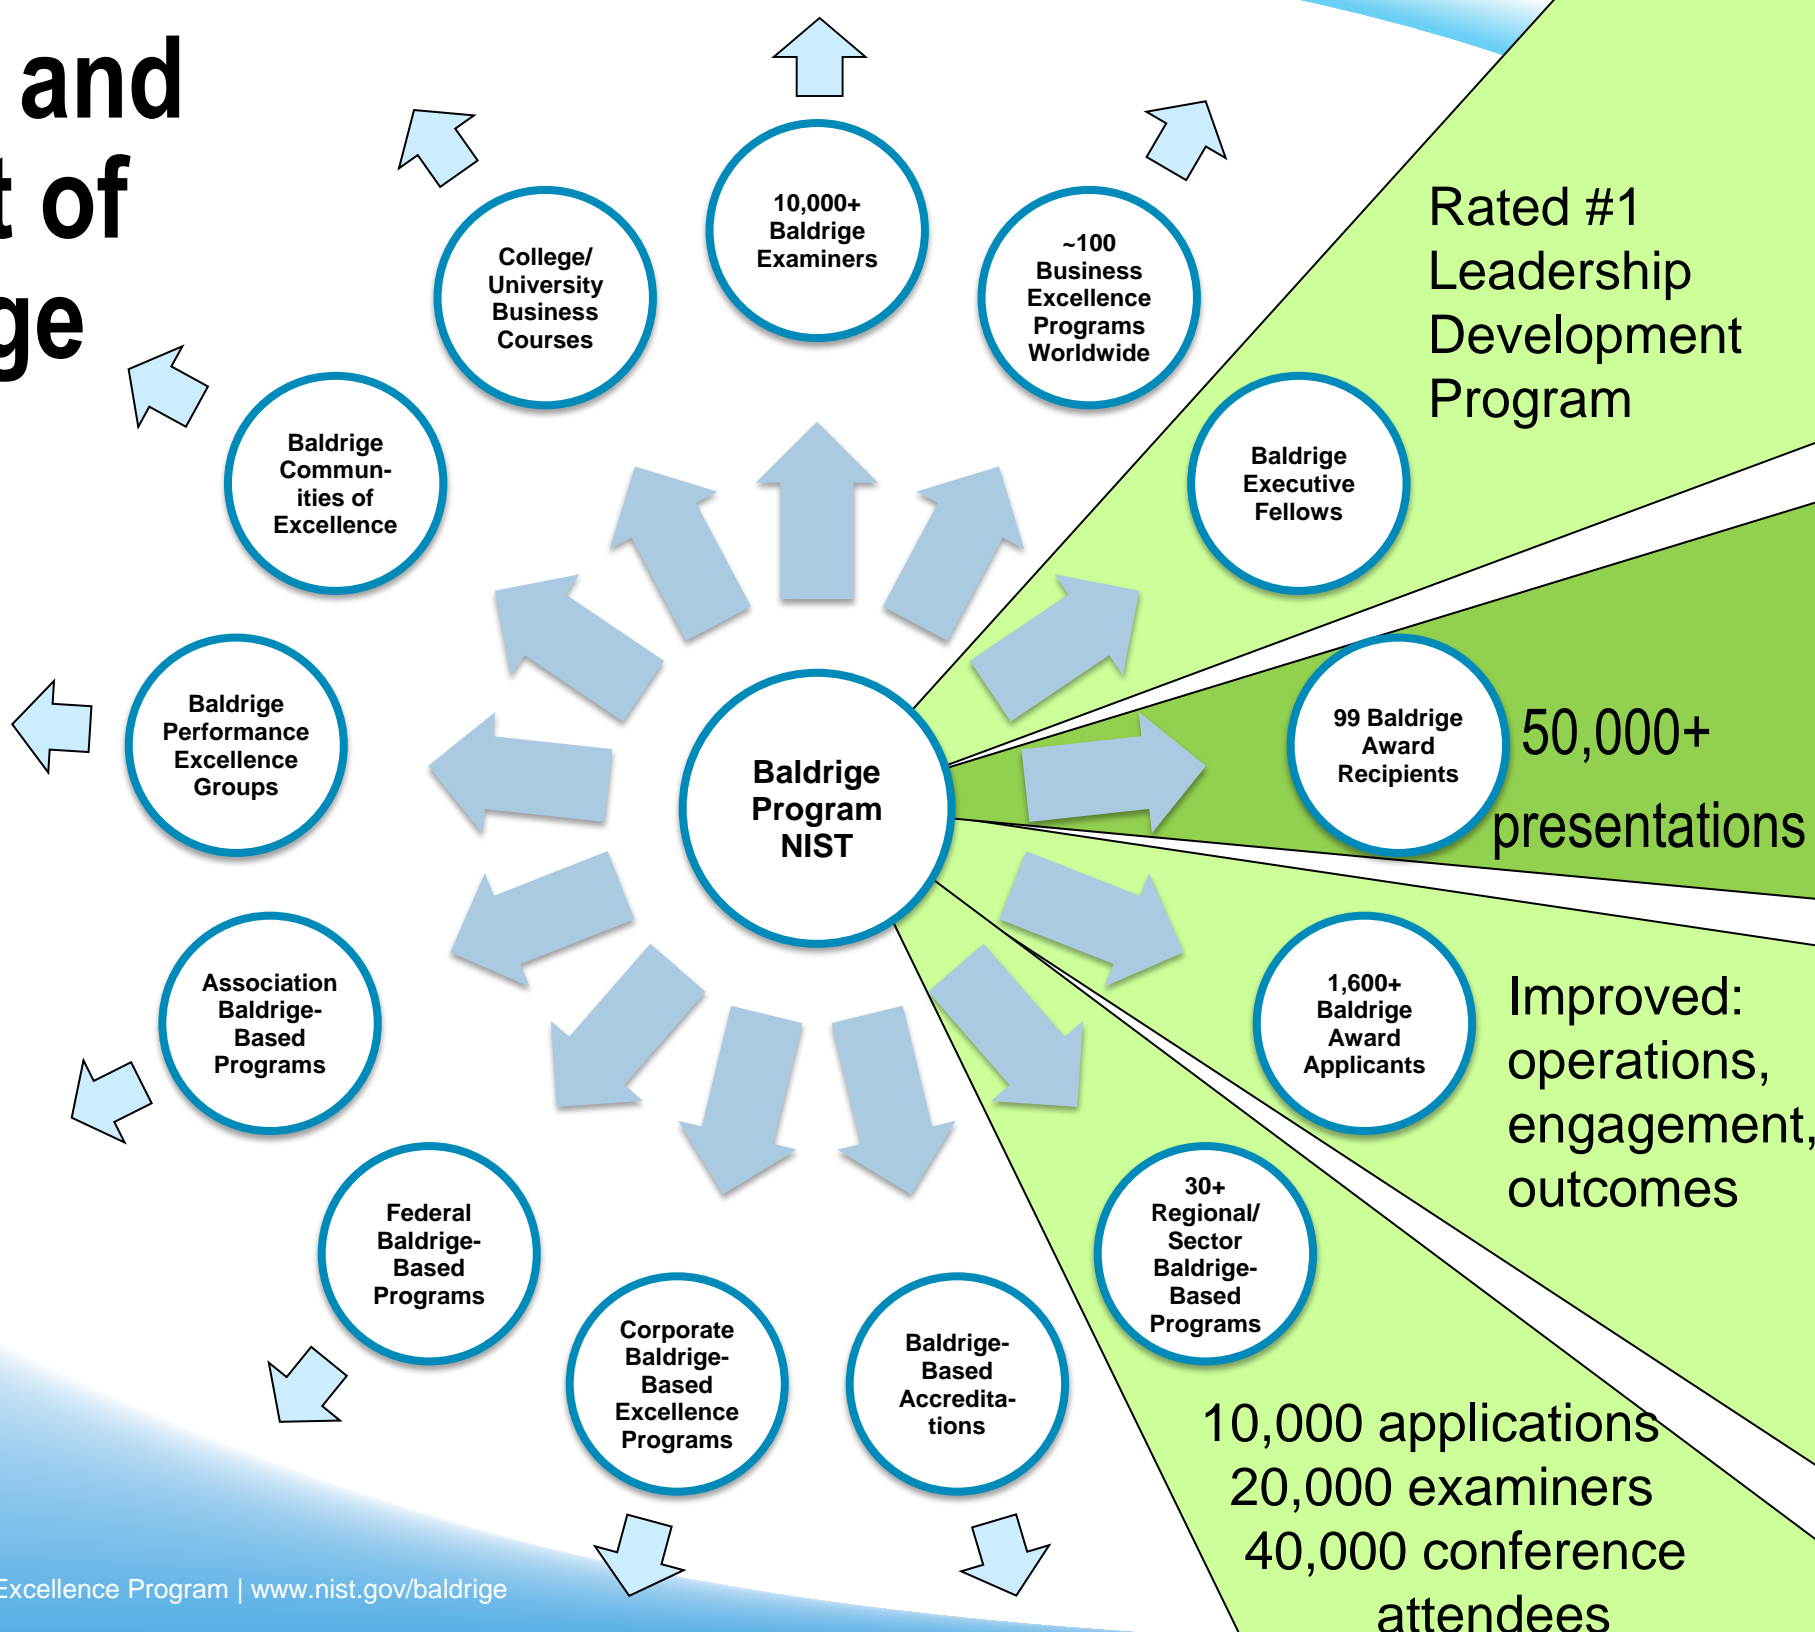 and
of
10,000+
Baldrige
Examiners
College/
University
Business
Courses
~100
Business
Excellence
Programs
Worldwide
Rated #1
Leadership
Development
Program
Baldrige
Commun-
ities of
Excellence
Baldrige
Executive
Fellows
Baldrige
Performance
Excellence
Groups
99 Baldrige
Award
Recipients
50,000+
presentations
Baldrige
Program
NIST
Association
Baldrige-
Based
Programs
1,600+
Baldrige
Award
Applicants
Improved:
operations,
engagement,
outcomes
Federal
Baldrige-
Based
Programs
30+
Regional/
Sector
Baldrige-
Based
Programs
Corporate
Baldrige-
Based
Excellence
Programs
Baldrige-
Based
Accredita-
tions
10,000 applications
20,000 examiners
40,000 conference
attendees
Excellence Program | www.nist.gov/baldrige